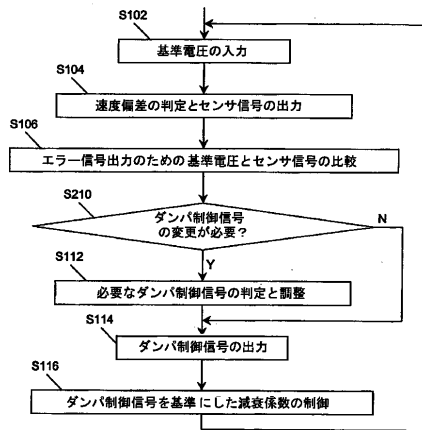 S102
基準電圧の入力
S104
速度偏差の判定とセンサ信号の出力
S106
エラー信号出力のための基準電圧とセンサ信号の比較
S210
ダンパ制御信号
の変更が必要?
N
Y
S112
必要なダンパ制御信号の判定と調整
S114
ダンパ制御信号の出力
S116
ダンパ制御信号を基準にした減衰係数の制御